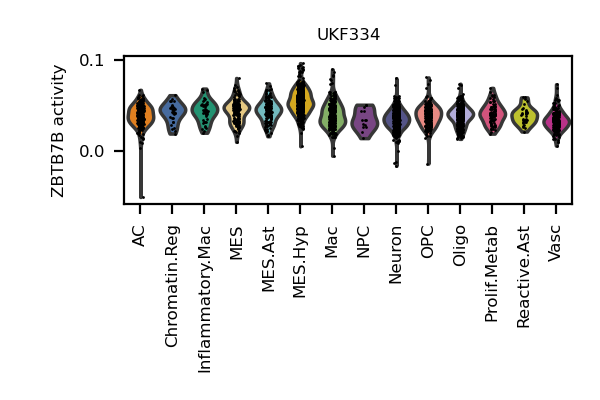 UKF334
ZBTB7B activity
0.1
0.0
AC
Chromatin.Reg
Inflammatory.Mac
MES
MES.Ast
MES.Hyp
Mac
NPC
Neuron
OPC
Oligo
Prolif.Metab
Reactive.Ast
Vasc